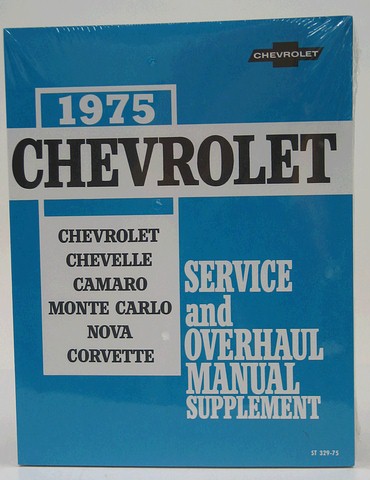 CHEVROLET
1975
CHEVROLET
CHEVROLET
CHEVELLE
CAMARO
MONTE CARLO
NOVA
CORVETTE
SERVICE
and
OVERHAUL
MANUAL
SUPPLEMENT
ST 329-75